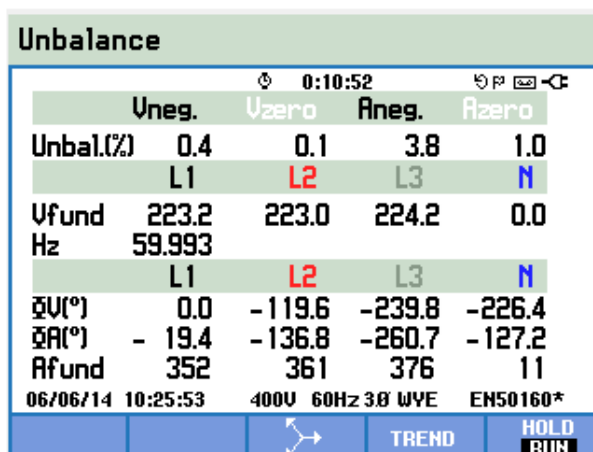 Unbalance
0:10:52
Vneg. Vzero Aneg. Azero
Unbal.(%) 0.4 0.1 3.8 1.0
L1 L2 L3 N
Vfund 223.2 223.0 224.2 0.0
Hz 59.993
L1 L2 L3 N
ΦV(°) 0.0 -119.6 -239.8 -226.4
ΦA(°) - 19.4 -136.8 -260.7 -127.2
Afund 352 361 376 11
06/06/14 10:25:53 400V 60Hz 3Ø WYE EN50160*
TREND HOLD
RUN